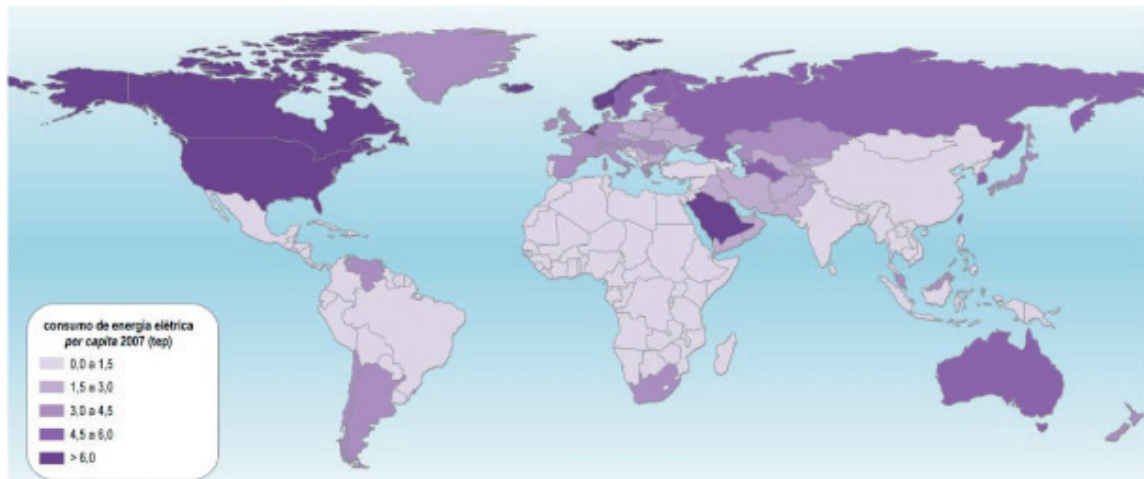 consumo de energia elétrica
per capita 2007 (tep)
0,0 a 1,5
1,5 a 3,0
3,0 a 4,5
4,5 a 6,0
> 6,0